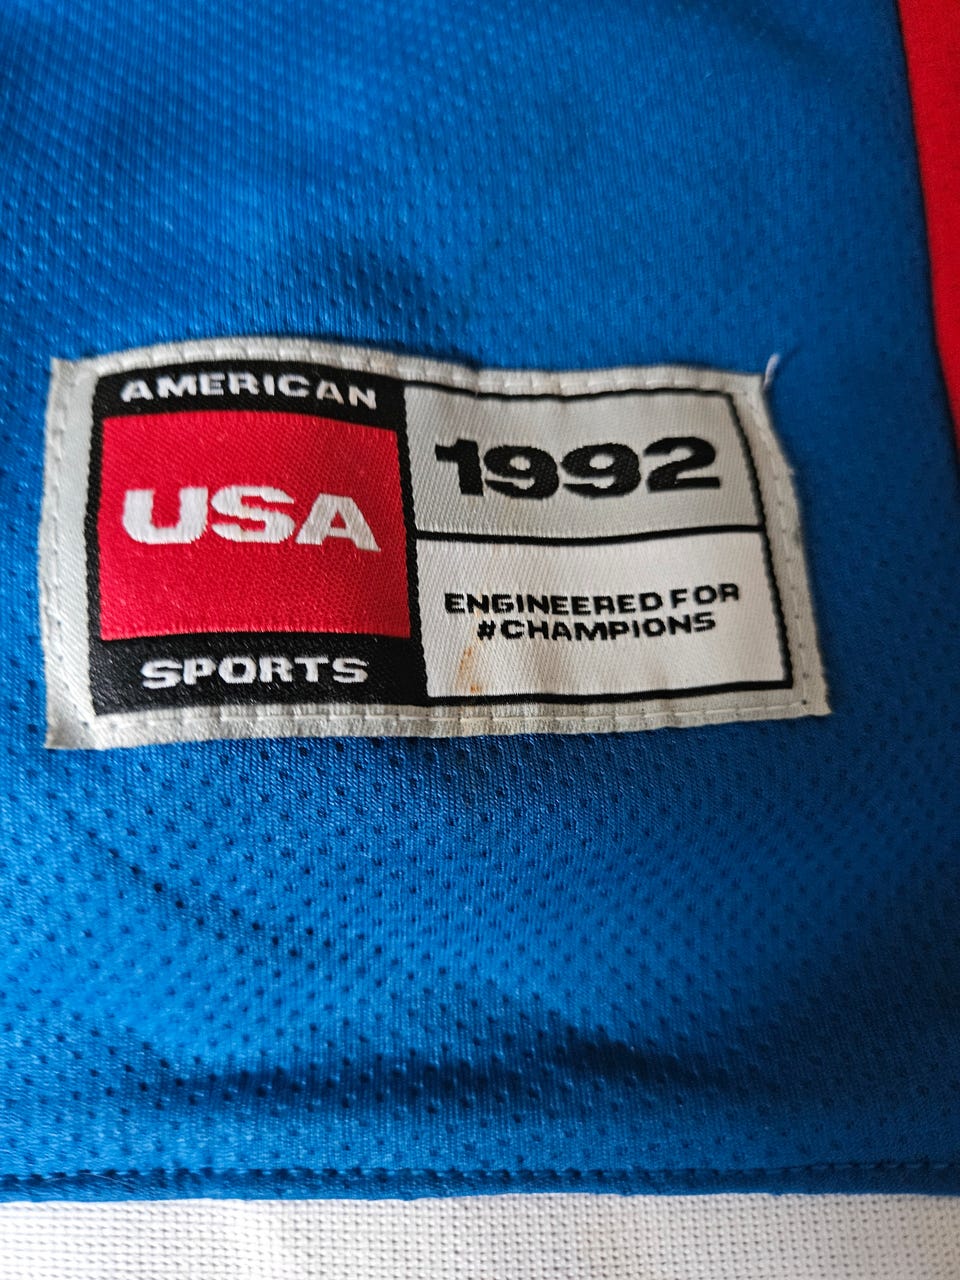 AMERICAN
USA
SPORTS
1992
ENGINEERED FOR
#CHAMPIONS